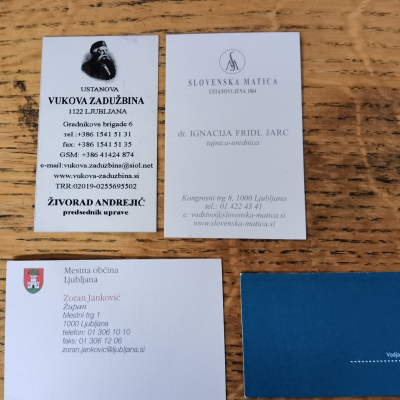 USTANOVA
VUKOVA ZADUŽBINA
1122 LJUBLJANA
Gradnikove brigade 6
tel.:+386 1541 51 31
fax: +386 1541 51 35
GSM: +386 41424 874
e-mail:vukova.zaduzbina@siol.net
www.vukova-zaduzbina.si
TRR:02019-0255695502
ŽIVORAD ANDREJIĆ
predsednik uprave
SLOVENSKA MATICA
USTANOVLJENA 1864
dr. IGNACIJA FRIDL JARC
tajnica-urednica
Kongresni trg 8, 1000 Ljubljana
tel.: 01 422 43 41
e: vodstvo@slovenska-matica.si
www.slovenska-matica.si
Mestna občina
Ljubljana
Zoran Janković
Župan
Mestni trg 1
1000 Ljubljana
telefon: 01 306 10 10
faks: 01 306 12 06
zoran.jankovic@ljubljana.si
Vodja